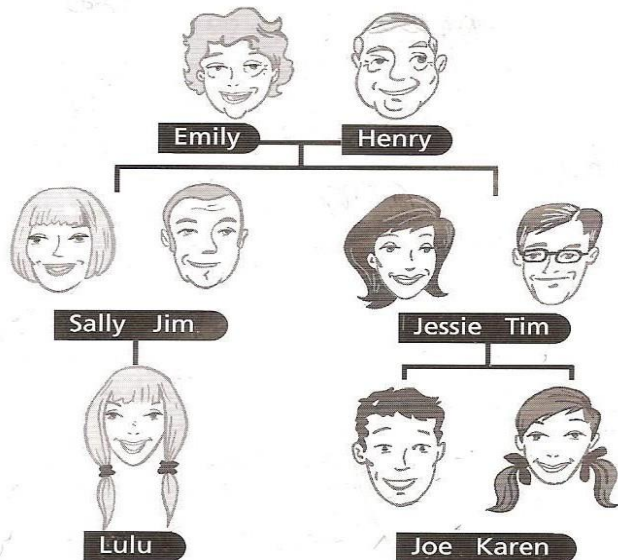 Emily Henry
Sally Jim
Jessie Tim
Lulu
Joe Karen